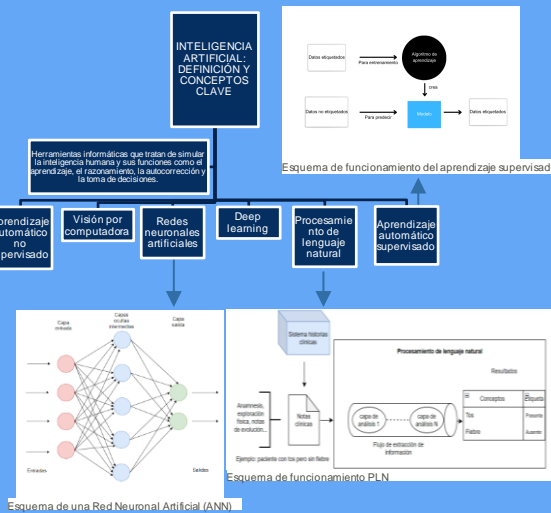 INTELIGENCIA
ARTIFICIAL:
DEFINICIÓN Y
CONCEPTOS
CLAVE
Herramientas informáticas que tratan de simular
la inteligencia humana y sus funciones como el
aprendizaje, el razonamiento, la autocorrección y
la toma de decisiones.
Datos etiquetados
Para entrenamiento
Algoritmo de
aprendizaje
crea
Datos no etiquetados
Para predecir
Modelo
Datos etiquetados
Esquema de funcionamiento del aprendizaje supervisad
prendizaje
utomático
no
pervisado
Visión por
computadora
Redes
neuronales
artificiales
Deep
learning
Procesamie
nto de
lenguaje
natural
Aprendizaje
automático
supervisado
Capa
entrada
Capas
ocultas
intermedias
Capa
salida
Entradas
Salidas
Esquema de una Red Neuronal Artificial (ANN)
Sistema historias
clínicas
Anamnesis,
exploración
física, notas
de evolución...
Notas
clínicas
Ejemplo: paciente con tos pero sin fiebre
Procesamiento de lenguaje natural
Resultados
capa de
análisis 1
capa de
análisis N
Flujo de extracción de
información
Conceptos
Etiqueta
Tos
Presente
Fiebre
Ausente
Esquema de funcionamiento PLN